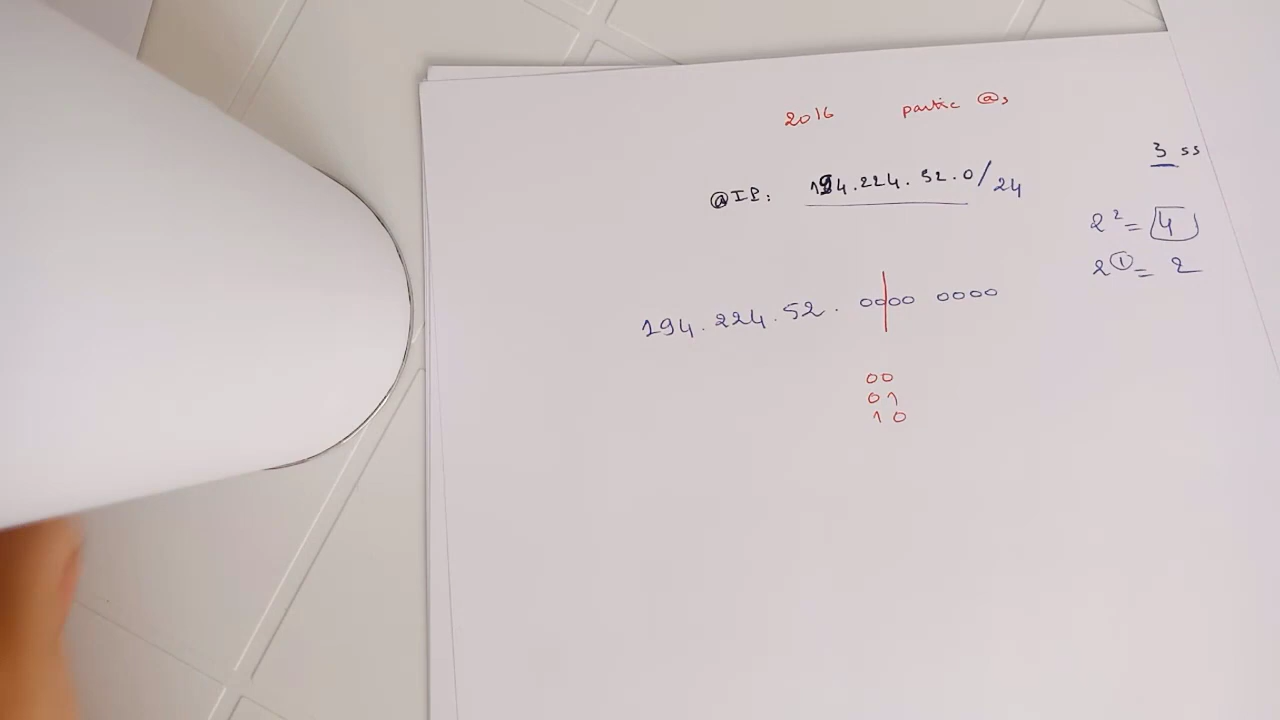 2016 partie @s
3 ss
@IP: 194.224.52.0/24
2² = 4
2① = 2
194.224.52. 0000 0000
00
01
10